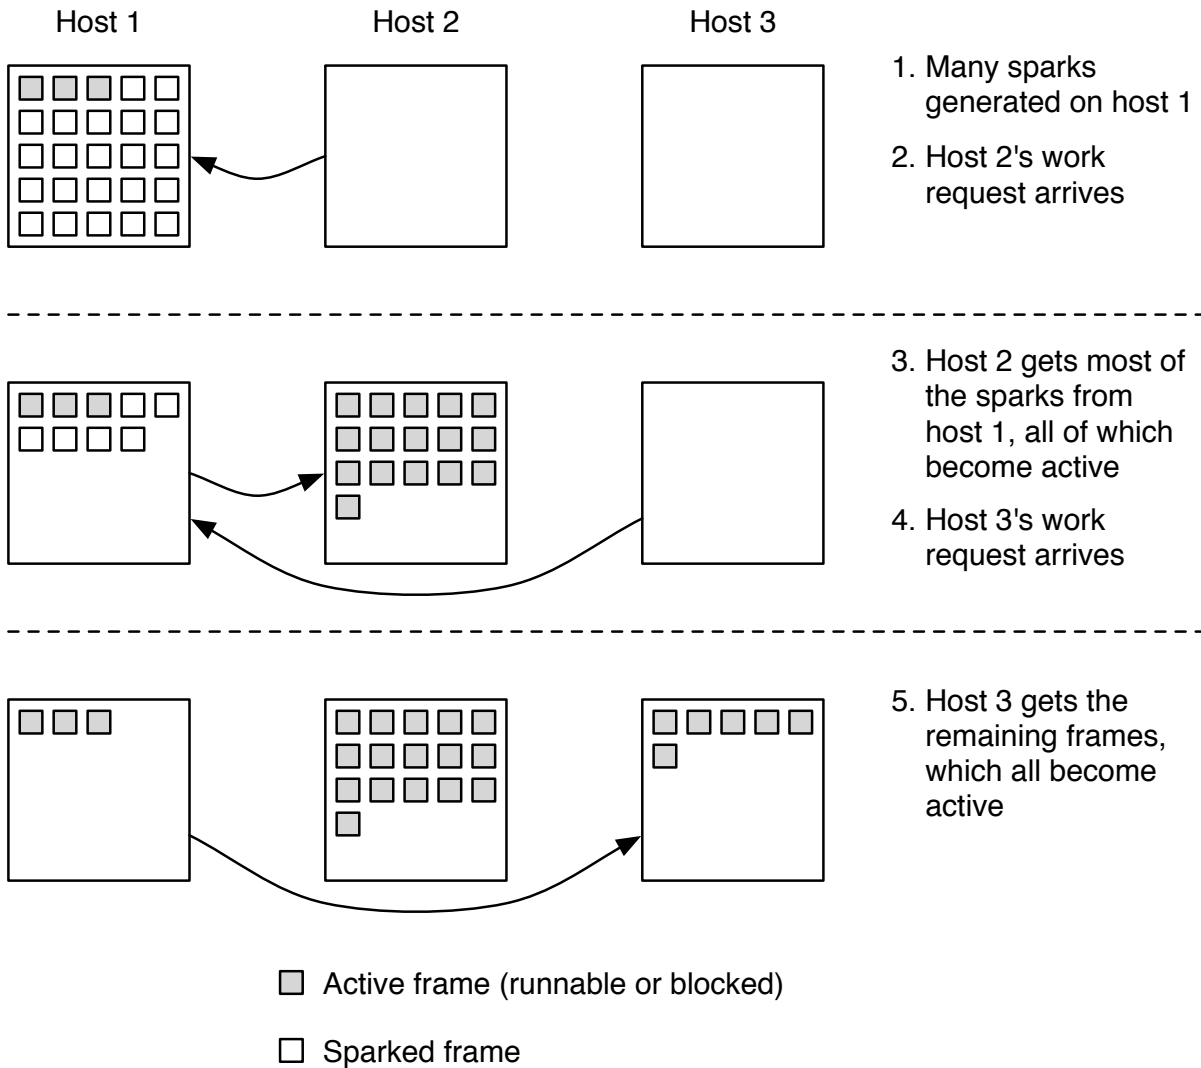 Host 1
Host 2
Host 3
1. Many sparks
generated on host 1
2. Host 2's work
request arrives
3. Host 2 gets most of
the sparks from
host 1, all of which
become active
4. Host 3's work
request arrives
5. Host 3 gets the
remaining frames,
which all become
active
Active frame (runnable or blocked)
Sparked frame